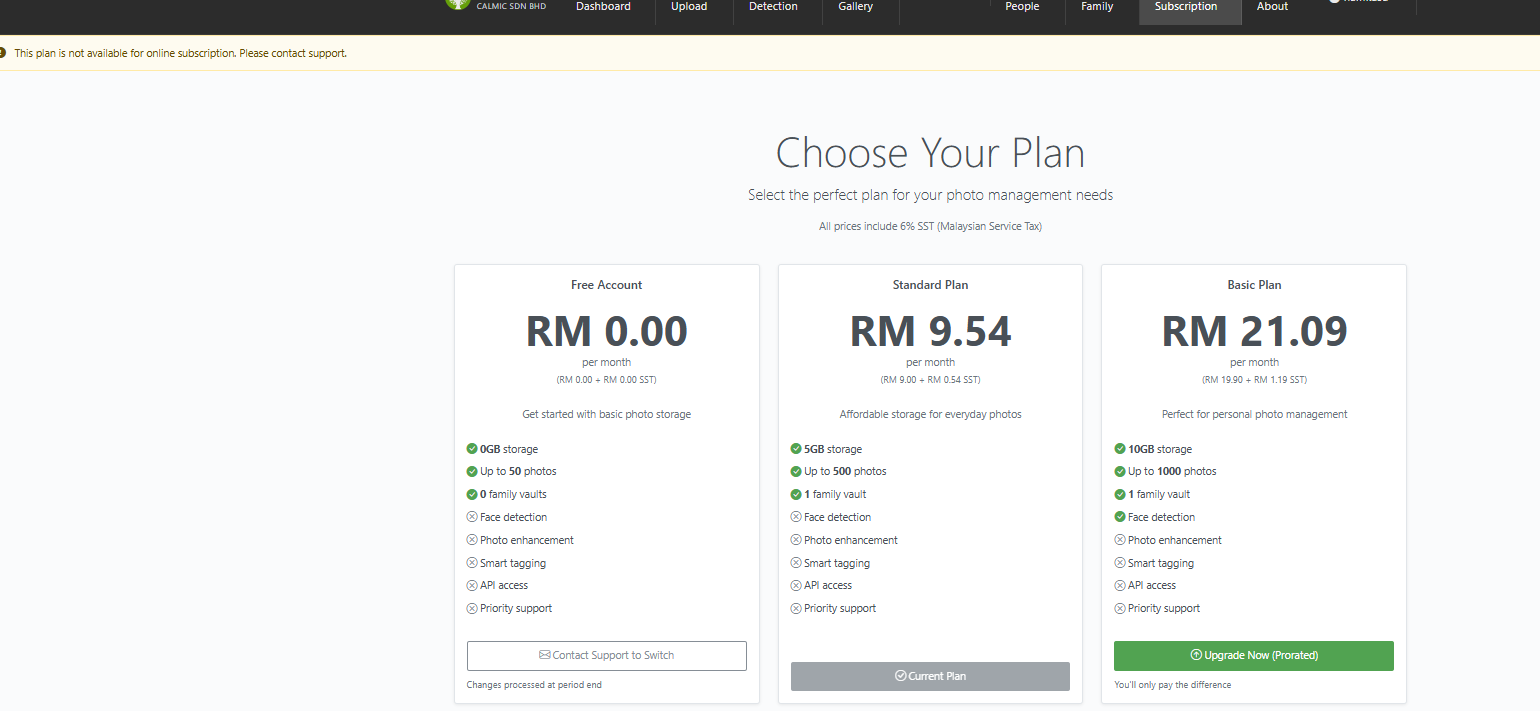 CALMIC SDN BHD
Dashboard
Upload
Detection
Gallery
People
Family
Subscription
About
This plan is not available for online subscription. Please contact support.
Choose Your Plan
Select the perfect plan for your photo management needs
All prices include 6% SST (Malaysian Service Tax)
Free Account
RM 0.00
per month
(RM 0.00 + RM 0.00 SST)
Get started with basic photo storage
0GB storage
Up to 50 photos
0 family vaults
Face detection
Photo enhancement
Smart tagging
API access
Priority support
Contact Support to Switch
Changes processed at period end
Standard Plan
RM 9.54
per month
(RM 9.00 + RM 0.54 SST)
Affordable storage for everyday photos
5GB storage
Up to 500 photos
1 family vault
Face detection
Photo enhancement
Smart tagging
API access
Priority support
Current Plan
Basic Plan
RM 21.09
per month
(RM 19.90 + RM 1.19 SST)
Perfect for personal photo management
10GB storage
Up to 1000 photos
1 family vault
Face detection
Photo enhancement
Smart tagging
API access
Priority support
Upgrade Now (Prorated)
You'll only pay the difference